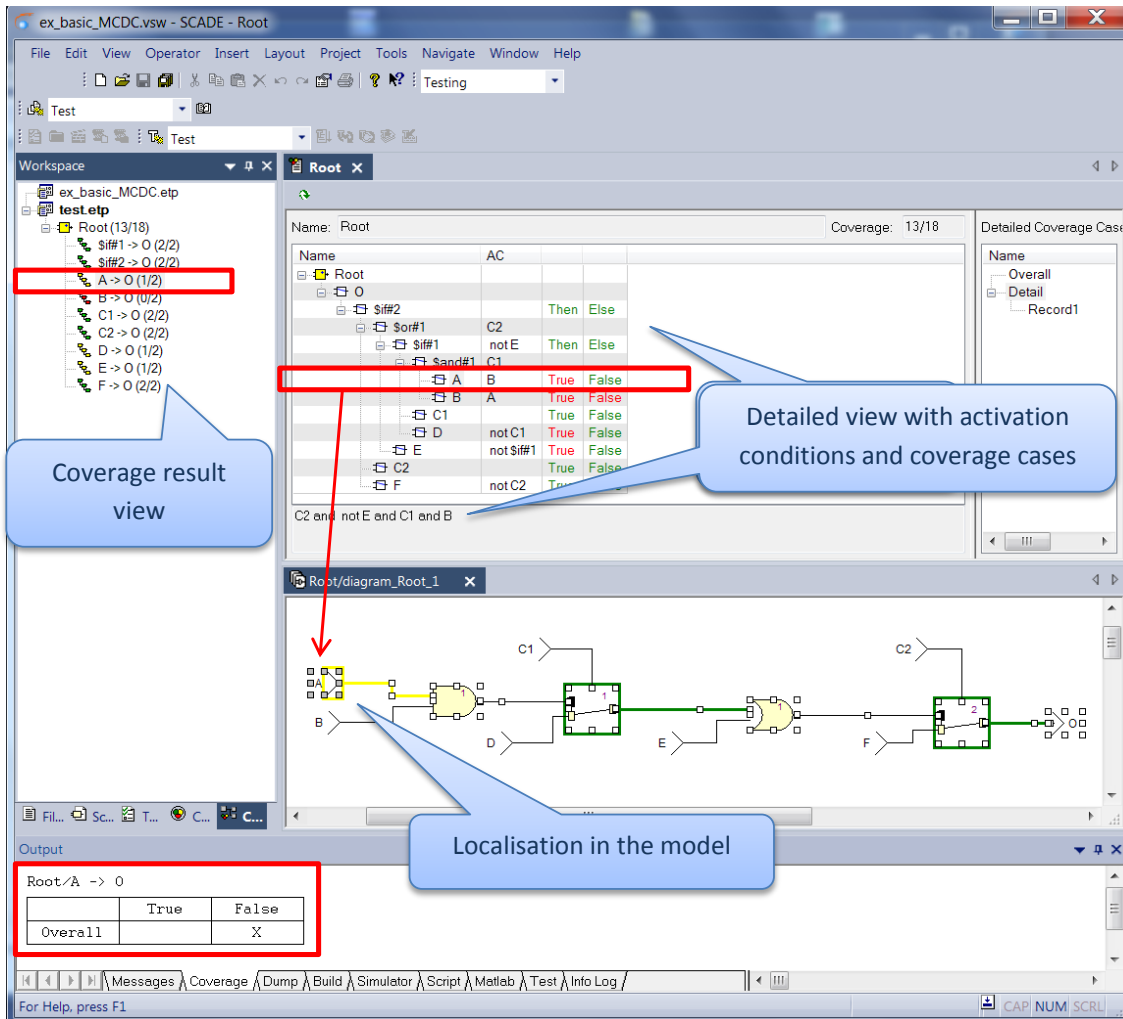 ex_basic_MCDC.vsw - SCADE - Root
File Edit View Operator Insert Layout Project Tools Navigate Window Help
Testing
Test
Test
Workspace
ex_basic_MCDC.etp
test.etp
Root (13/18)
$if#1 -> O (2/2)
$if#2 -> O (2/2)
A -> O (1/2)
B -> O (0/2)
C1 -> O (2/2)
C2 -> O (2/2)
D -> O (1/2)
E -> O (1/2)
F -> O (2/2)
Coverage result view
Fil... Sc... T... C... C...
Root
Name: Root Coverage: 13/18
Name AC
Root
O
$if#2 Then Else
$or#1 C2
$if#1 not E Then Else
$and#1 C1
A B True False
B A True False
C1 True False
D not C1 True False
E not $if#1 True False
C2 True False
F not C2 True
C2 and not E and C1 and B
Detailed view with activation
conditions and coverage cases
Detailed Coverage Case
Name
Overall
Detail
Record1
Root/diagram_Root_1
C1 C2
A 1 1 1 2 O
B D E F
Localisation in the model
Output
Root/A -> O
True False
Overall X
Messages Coverage Dump Build Simulator Script Matlab Test Info Log
For Help, press F1 CAP NUM SCRL